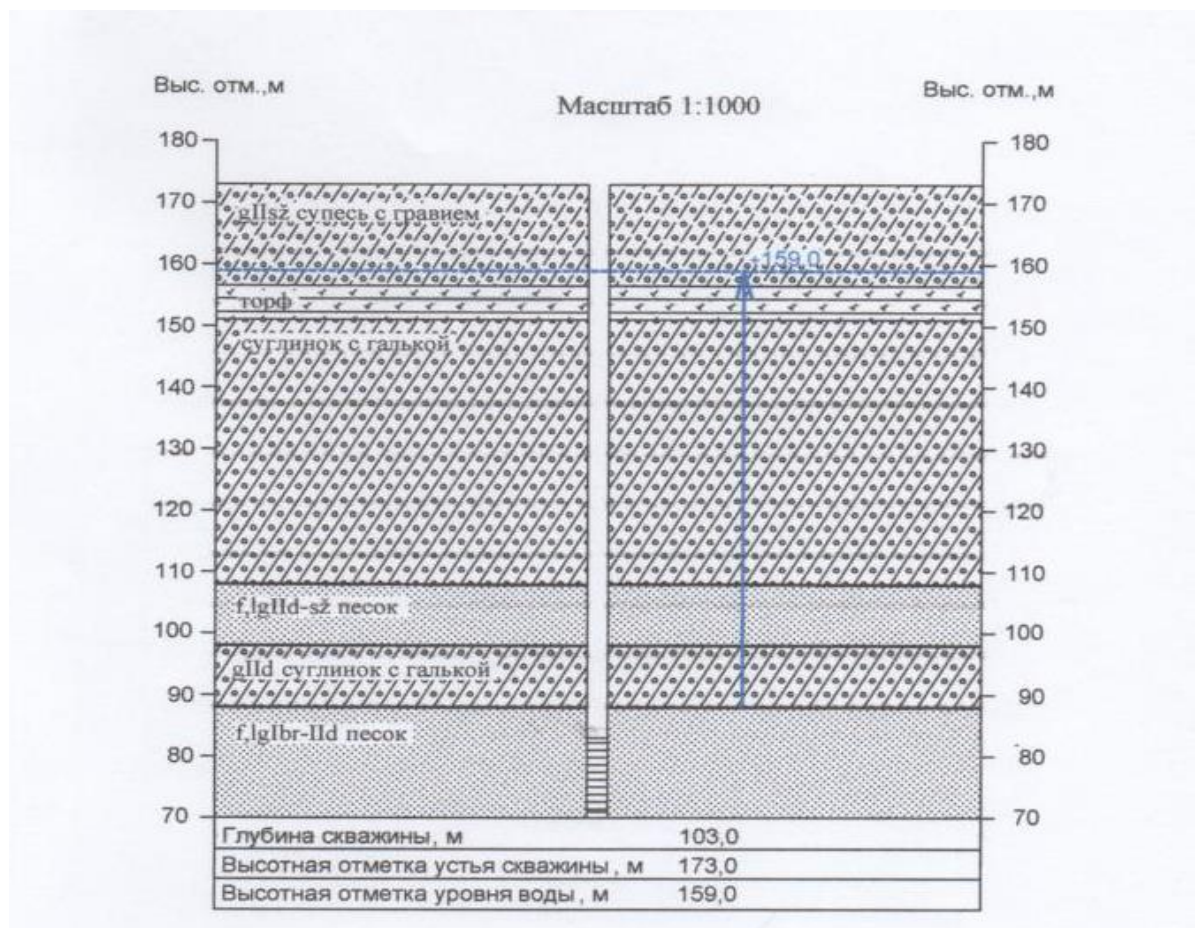 Выс. отм.,м
Выс. отм.,м
Масштаб 1:1000
180
180
170
gIIsž супесь с гравием
170
160
+159,0
160
торф
150
суглинок с галькой
150
140
140
130
130
120
120
110
110
f,lgIId-sž песок
100
100
gIId суглинок с галькой
90
90
f,lgIbr-IId песок
80
80
70
70
Глубина скважины, м 103,0
Высотная отметка устья скважины, м 173,0
Высотная отметка уровня воды, м 159,0